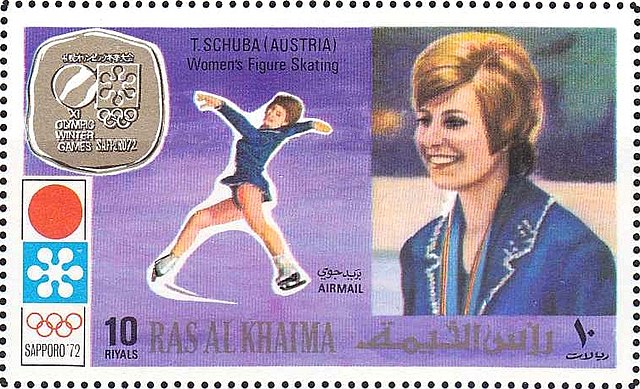 T. SCHUBA (AUSTRIA)
Women's Figure Skating
XI
OLYMPIC
WINTER
GAMES SAPPORO'72
بريد جوي
AIRMAIL
SAPPORO'72
10
RIYALS
RAS AL KHAIMA
رأس الخيمة
١٠
ريالات